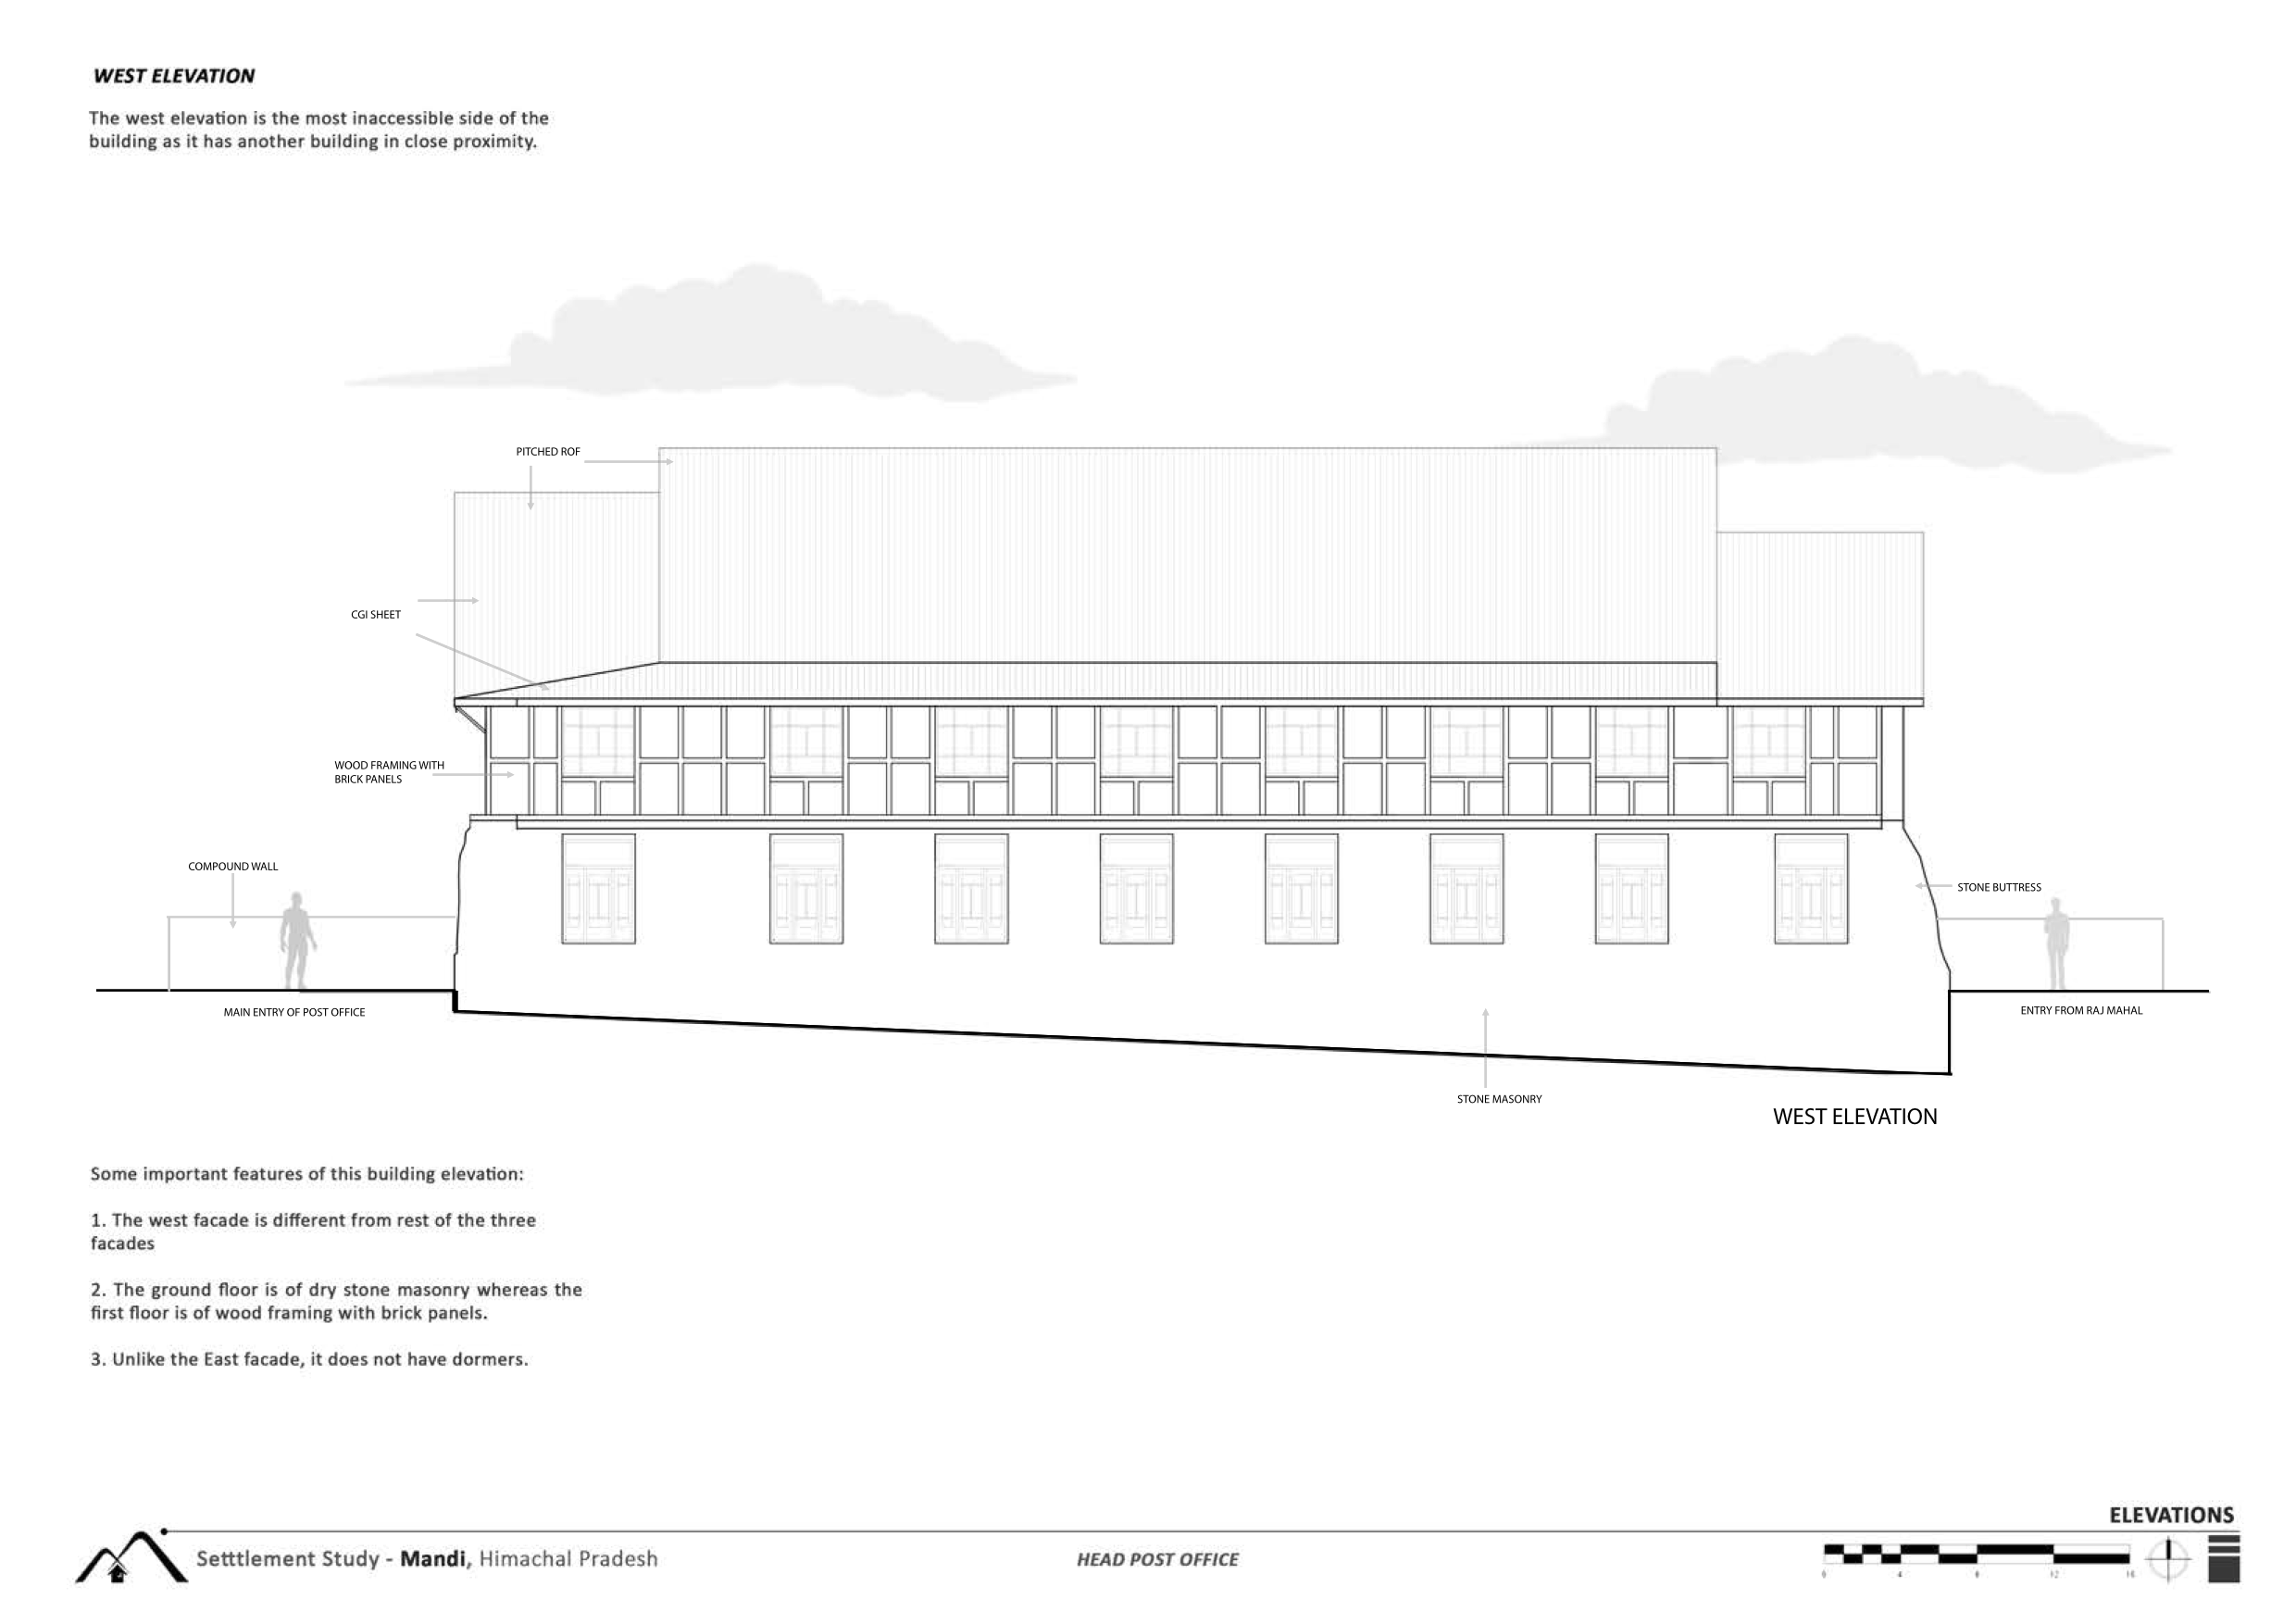 WEST ELEVATION
The west elevation is the most inaccessible side of the
building as it has another building in close proximity.
PITCHED ROF
CGI SHEET
WOOD FRAMING WITH
BRICK PANELS
COMPOUND WALL
STONE BUTTRESS
MAIN ENTRY OF POST OFFICE
ENTRY FROM RAJ MAHAL
STONE MASONRY
WEST ELEVATION
Some important features of this building elevation:
1. The west facade is different from rest of the three
facades
2. The ground floor is of dry stone masonry whereas the
first floor is of wood framing with brick panels.
3. Unlike the East facade, it does not have dormers.
ELEVATIONS
Setttlement Study - Mandi, Himachal Pradesh
HEAD POST OFFICE
0 4 8 12 16